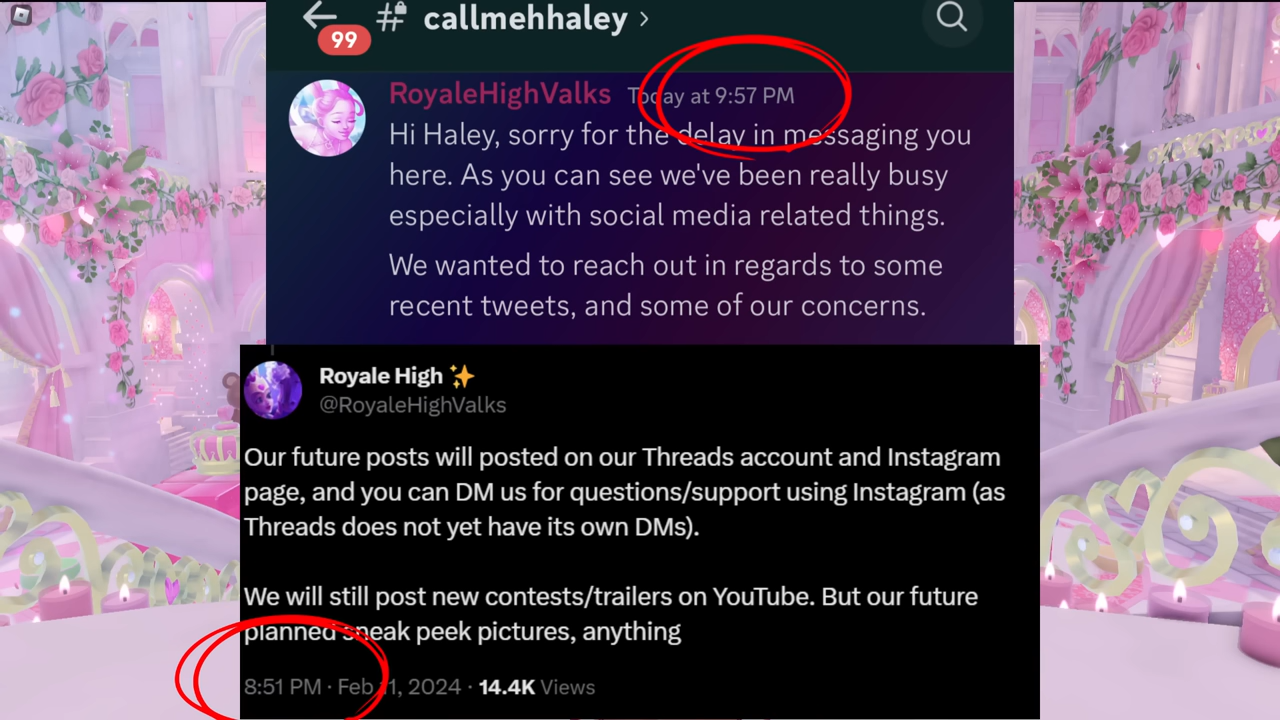 99
# callmehhaley >
RoyaleHighValks Today at 9:57 PM
Hi Haley, sorry for the delay in messaging you
here. As you can see we've been really busy
especially with social media related things.
We wanted to reach out in regards to some
recent tweets, and some of our concerns.
Royale High ✨
@RoyaleHighValks
Our future posts will posted on our Threads account and Instagram
page, and you can DM us for questions/support using Instagram (as
Threads does not yet have its own DMs).
We will still post new contests/trailers on YouTube. But our future
planned sneak peek pictures, anything
8:51 PM · Feb 11, 2024 · 14.4K Views